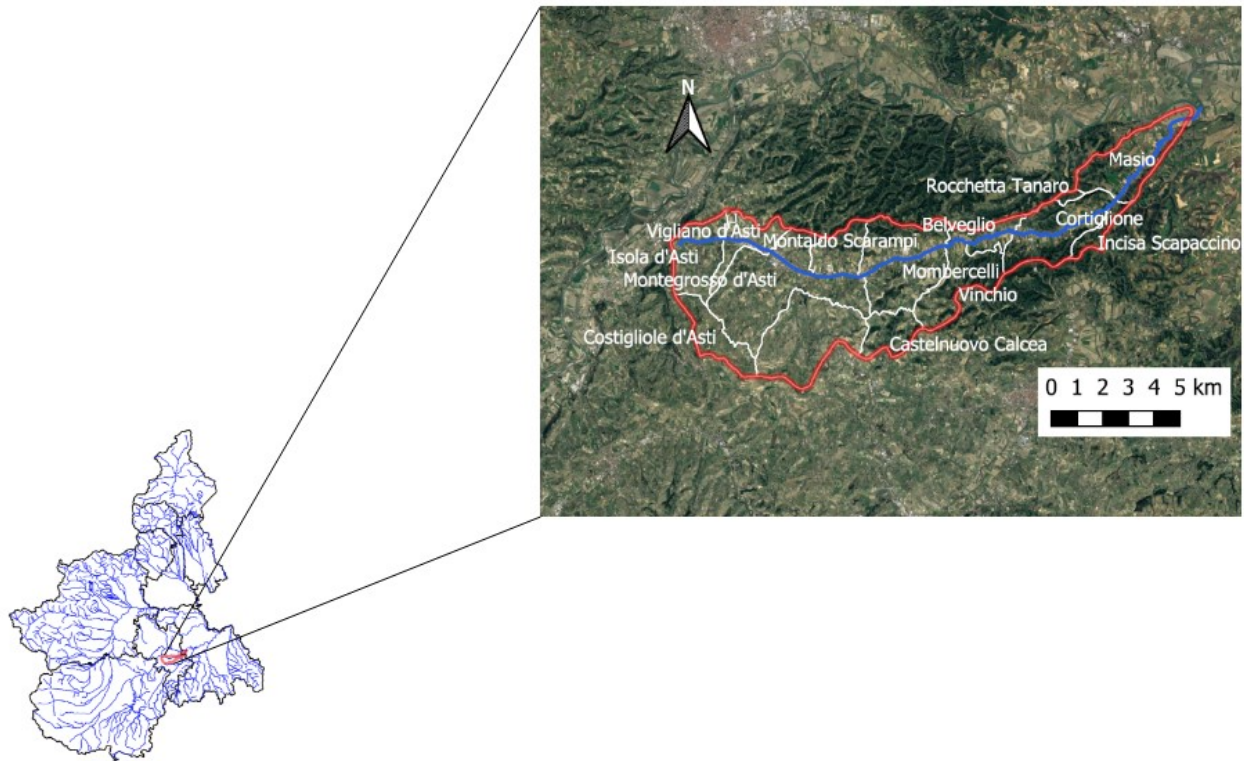 N
Masio
Rocchetta Tanaro
Vigliano d'Asti
Belveglio
Cortiglione
Montaldo Scarampi
Incisa Scapaccino
Isola d'Asti
Mombercelli
Montegrosso d'Asti
Vinchio
Costigliole d'Asti
Castelnuovo Calcea
0 1 2 3 4 5 km